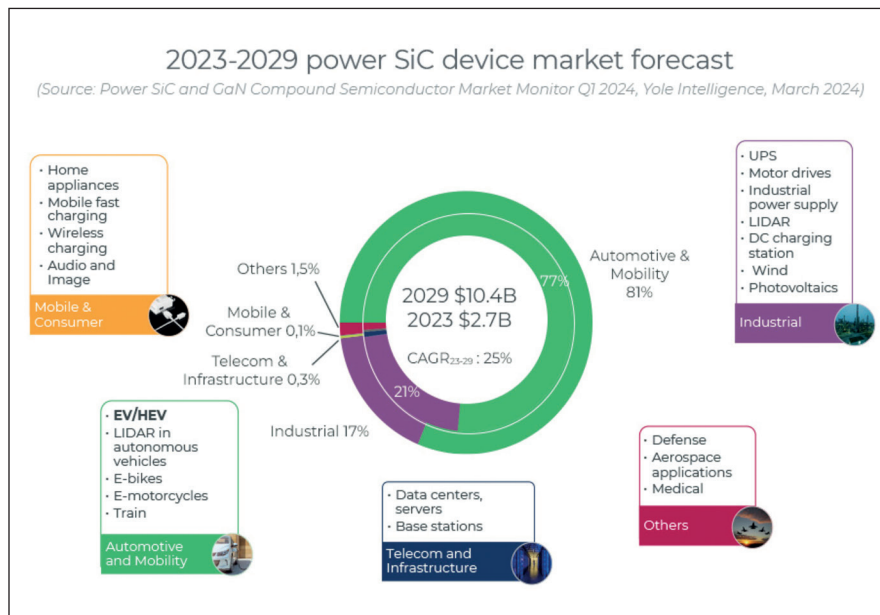 2023-2029 power SiC device market forecast
(Source: Power SiC and GaN Compound Semiconductor Market Monitor Q1 2024, Yole Intelligence, March 2024)
· Home
appliances
· Mobile fast
charging
· Wireless
charging
· Audio and
Image
Mobile &
Consumer
· UPS
· Motor drives
· Industrial
power supply
· LIDAR
· DC charging
station
· Wind
· Photovoltaics
Industrial
Others 1,5%
Mobile &
Consumer 0,1%
Telecom &
Infrastructure 0,3%
Industrial 17%
Automotive &
Mobility
81%
77%
21%
2029 $10.4B
2023 $2.7B
CAGR23-29 : 25%
· EV/HEV
· LIDAR in
autonomous
vehicles
· E-bikes
· E-motorcycles
· Train
Automotive
and Mobility
· Data centers,
servers
· Base stations
Telecom and
Infrastructure
· Defense
· Aerospace
applications
· Medical
Others